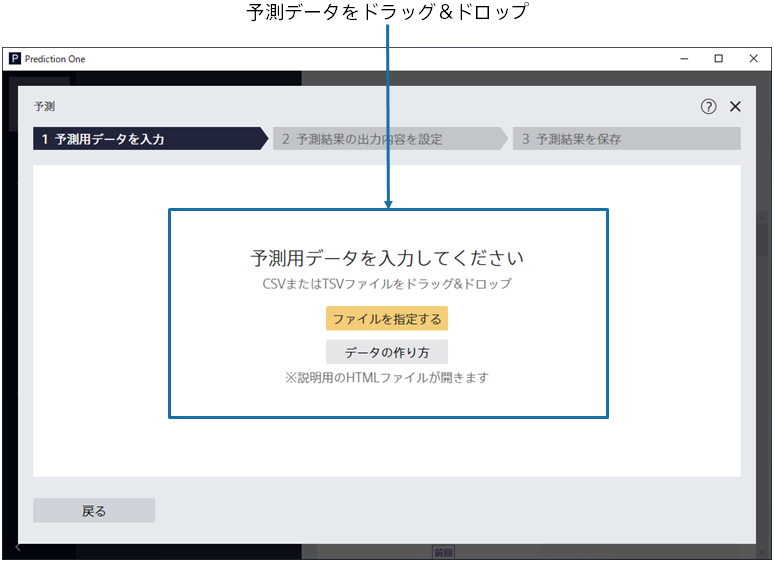 予測データをドラッグ＆ドロップ
P Prediction One
予測
1 予測用データを入力
2 予測結果の出力内容を設定
3 予測結果を保存
予測用データを入力してください
CSVまたはTSVファイルをドラッグ&ドロップ
ファイルを指定する
データの作り方
※説明用のHTMLファイルが開きます
戻る
前回